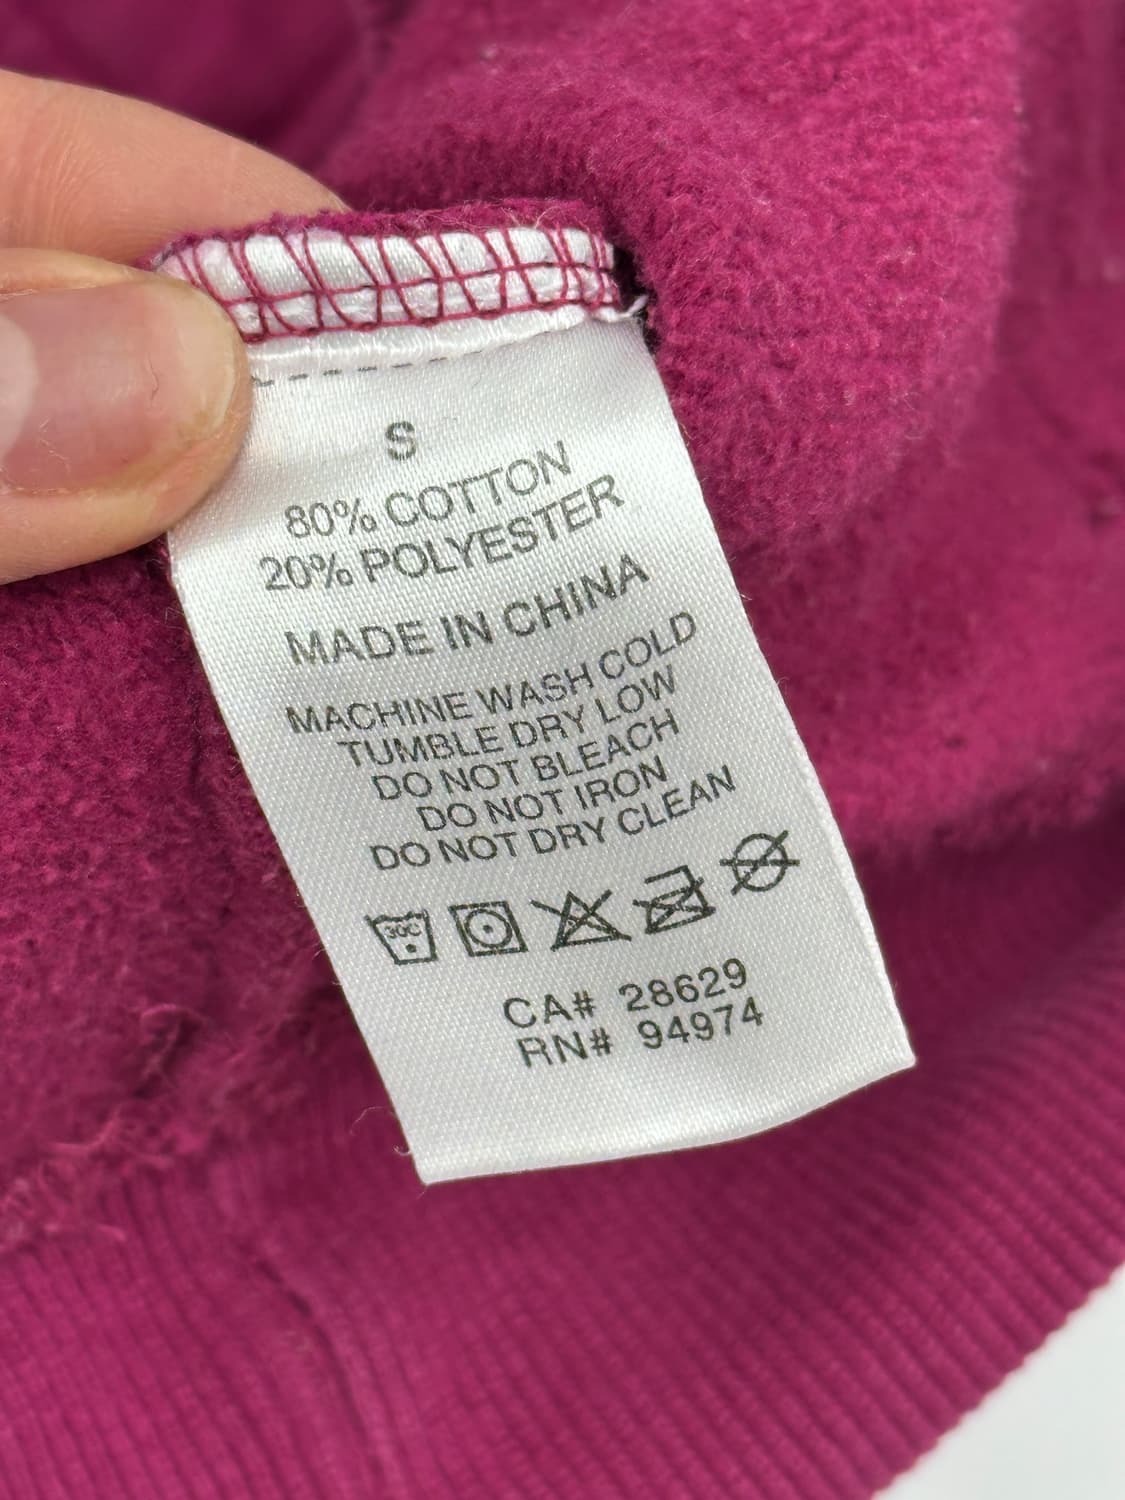 S
80% COTTON
20% POLYESTER
MADE IN CHINA
MACHINE WASH COLD
TUMBLE DRY LOW
DO NOT BLEACH
DO NOT IRON
DO NOT DRY CLEAN
30C
CA# 28629
RN# 94974